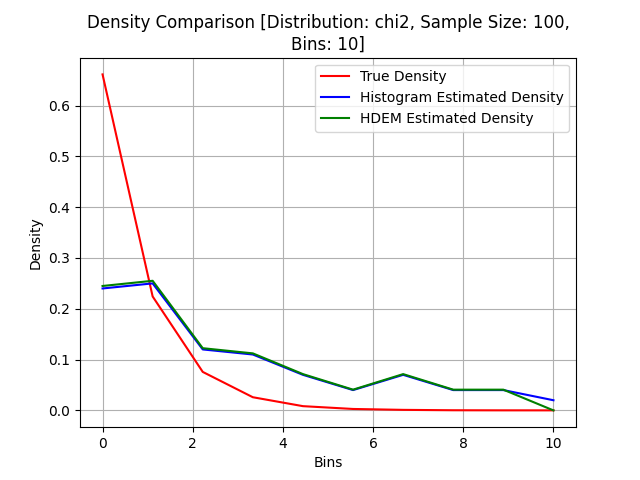 Density Comparison [Distribution: chi2, Sample Size: 100,
Bins: 10]
True Density
Histogram Estimated Density
HDEM Estimated Density
Density
0.6
0.5
0.4
0.3
0.2
0.1
0.0
0 2 4 6 8 10
Bins